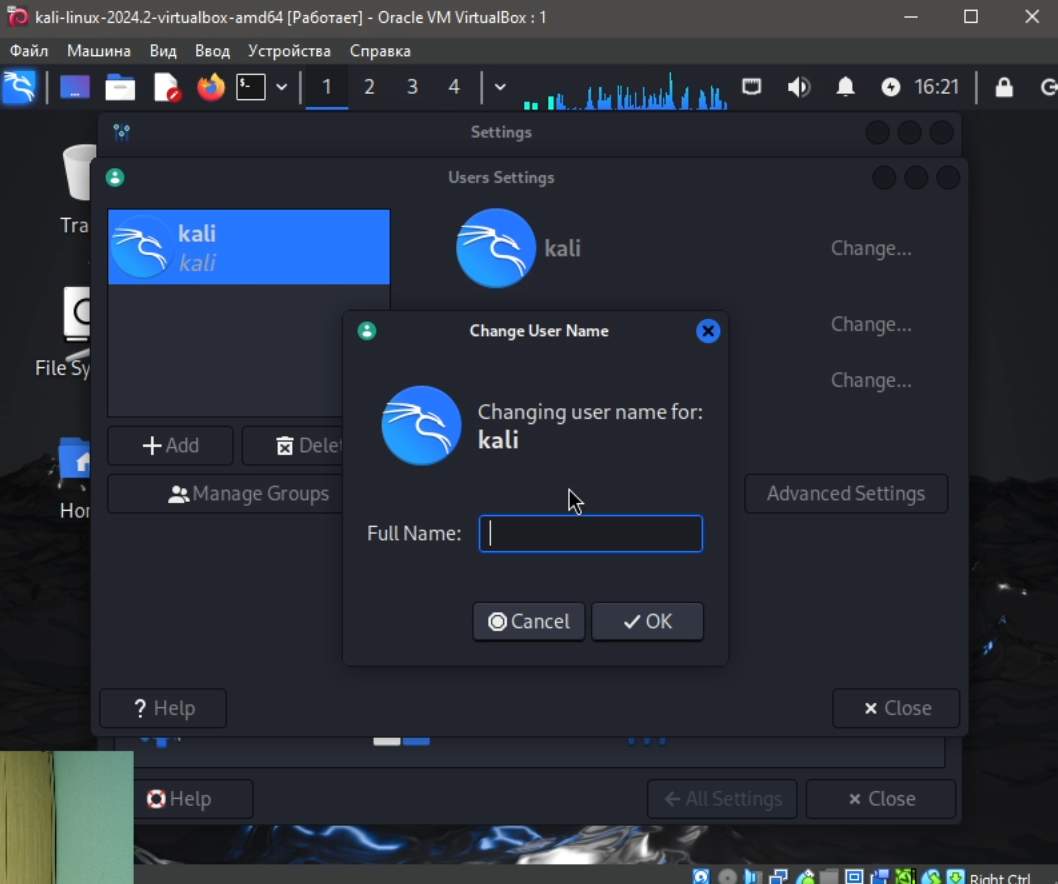 kali-linux-2024.2-virtualbox-amd64 [Работает] - Oracle VM VirtualBox : 1
Файл Машина Вид Ввод Устройства Справка
1 2 3 4 16:21
Settings
Users Settings
kali
kali
kali
Change...
Change...
Change...
Tra
File Sy
Hor
Add
Delet
Manage Groups
Advanced Settings
Change User Name
Changing user name for:
kali
Full Name:
Cancel
OK
? Help
Close
Help
All Settings
Close
Right Ctrl